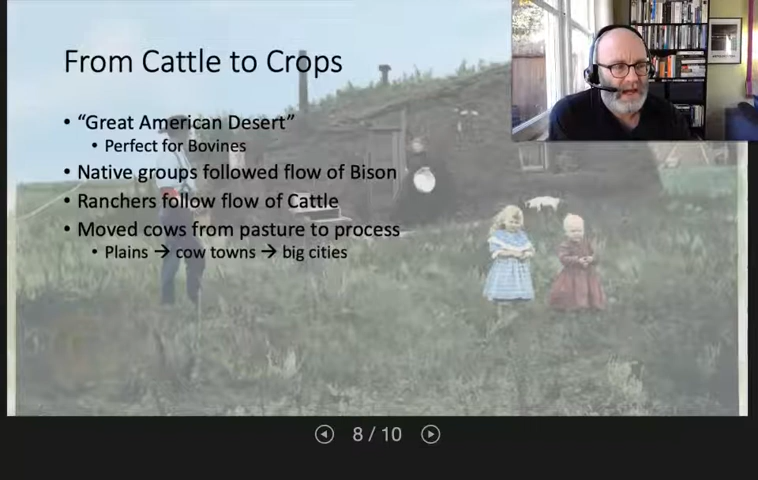 From Cattle to Crops
• “Great American Desert”
• Perfect for Bovines
• Native groups followed flow of Bison
• Ranchers follow flow of Cattle
• Moved cows from pasture to process
• Plains → cow towns → big cities
8 / 10